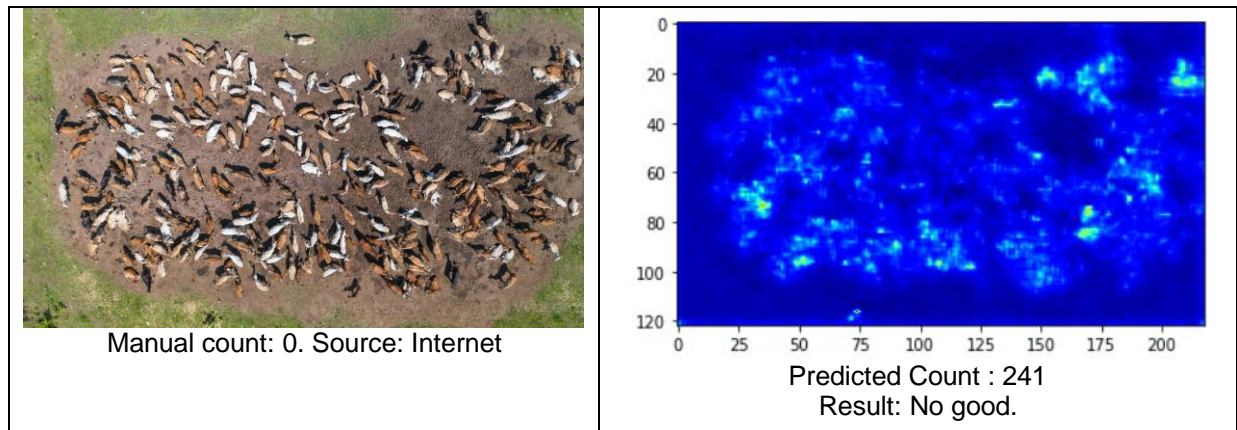 Manual count: 0. Source: Internet
0
20
40
60
80
100
120
0 25 50 75 100 125 150 175 200
Predicted Count : 241
Result: No good.